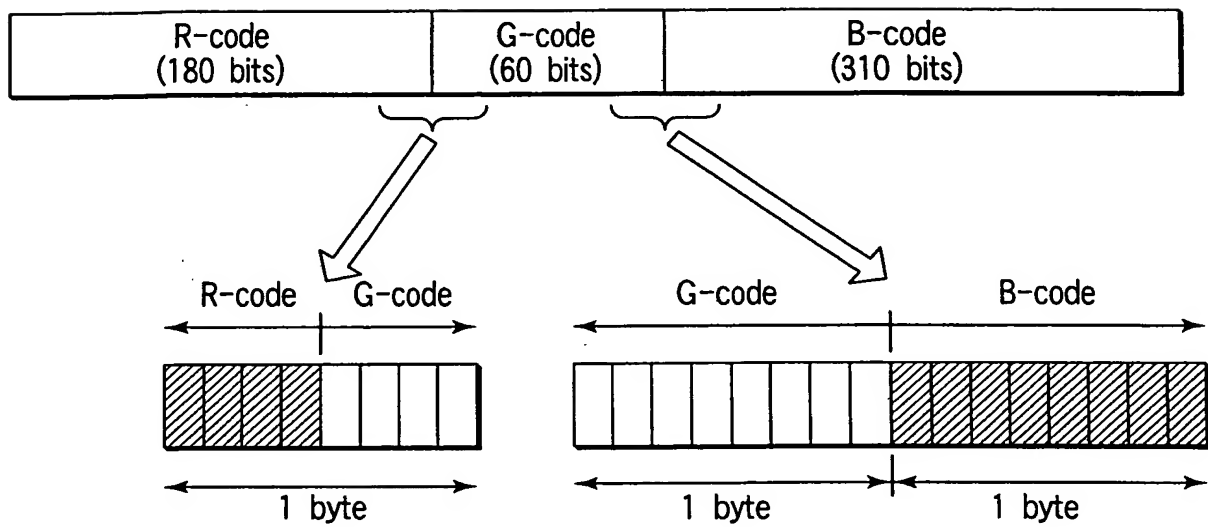 R-code
(180 bits)
G-code
(60 bits)
B-code
(310 bits)
R-code
G-code
G-code
B-code
1 byte
1 byte
1 byte